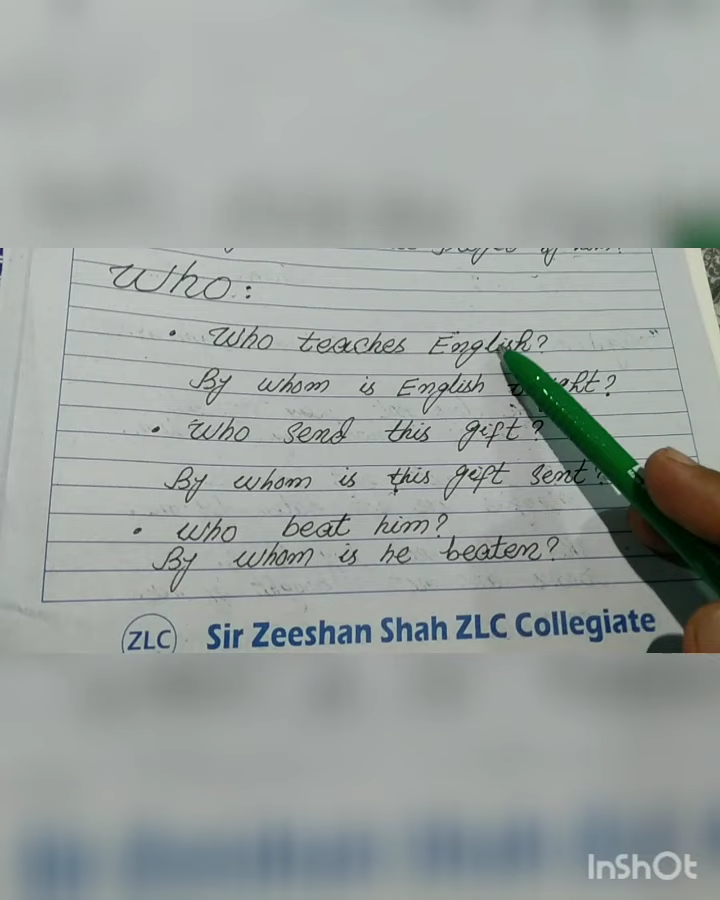 Who:
• Who teaches English?
By whom is English taught?
• Who send this gift?
By whom is this gift sent?
• Who beat him?
By whom is he beaten?
ZLC Sir Zeeshan Shah ZLC Collegiate
InShOt